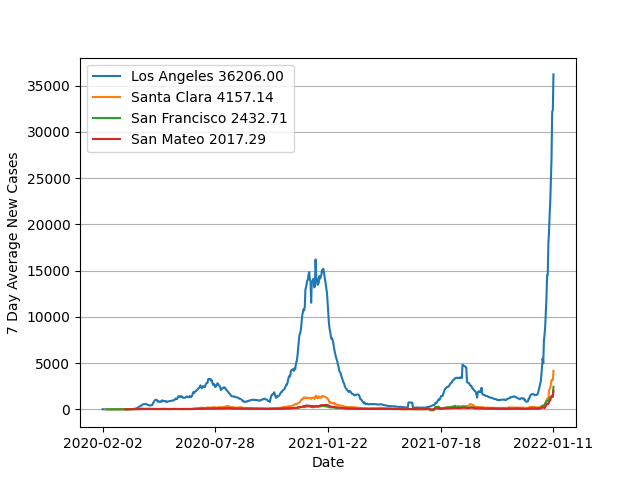 Los Angeles 36206.00
Santa Clara 4157.14
San Francisco 2432.71
San Mateo 2017.29
7 Day Average New Cases
35000
30000
25000
20000
15000
10000
5000
0
2020-02-02 2020-07-28 2021-01-22 2021-07-18 2022-01-11
Date